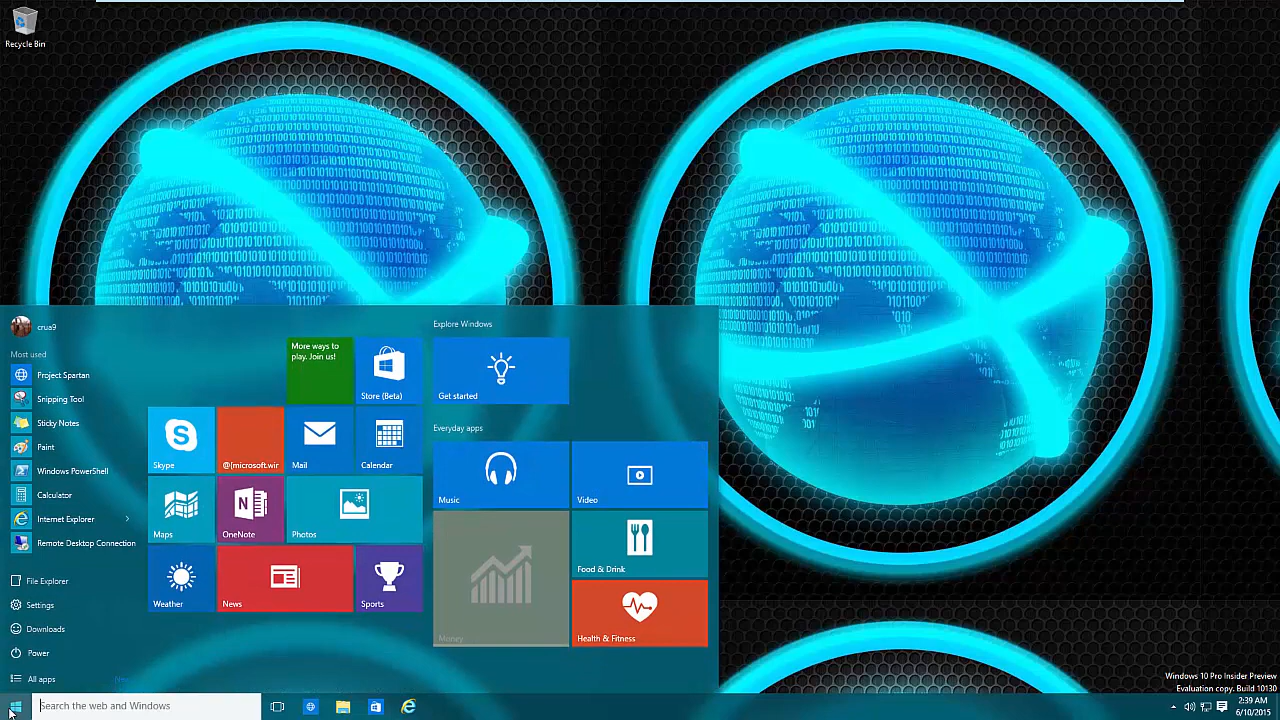 Recycle Bin
crua9
Most used
Project Spartan
Snipping Tool
Sticky Notes
Paint
Windows PowerShell
Calculator
Internet Explorer
Remote Desktop Connection
File Explorer
Settings
Downloads
Power
All apps
New
More ways to
play. Join us!
Store (Beta)
Skype
@{microsoft.wir
Mail
Calendar
Maps
OneNote
Photos
Weather
News
Sports
Explore Windows
Get started
Everyday apps
Music
Video
Food & Drink
Money
Health & Fitness
Search the web and Windows
Windows 10 Pro Insider Preview
Evaluation copy. Build 10130
2:39 AM
6/10/2015